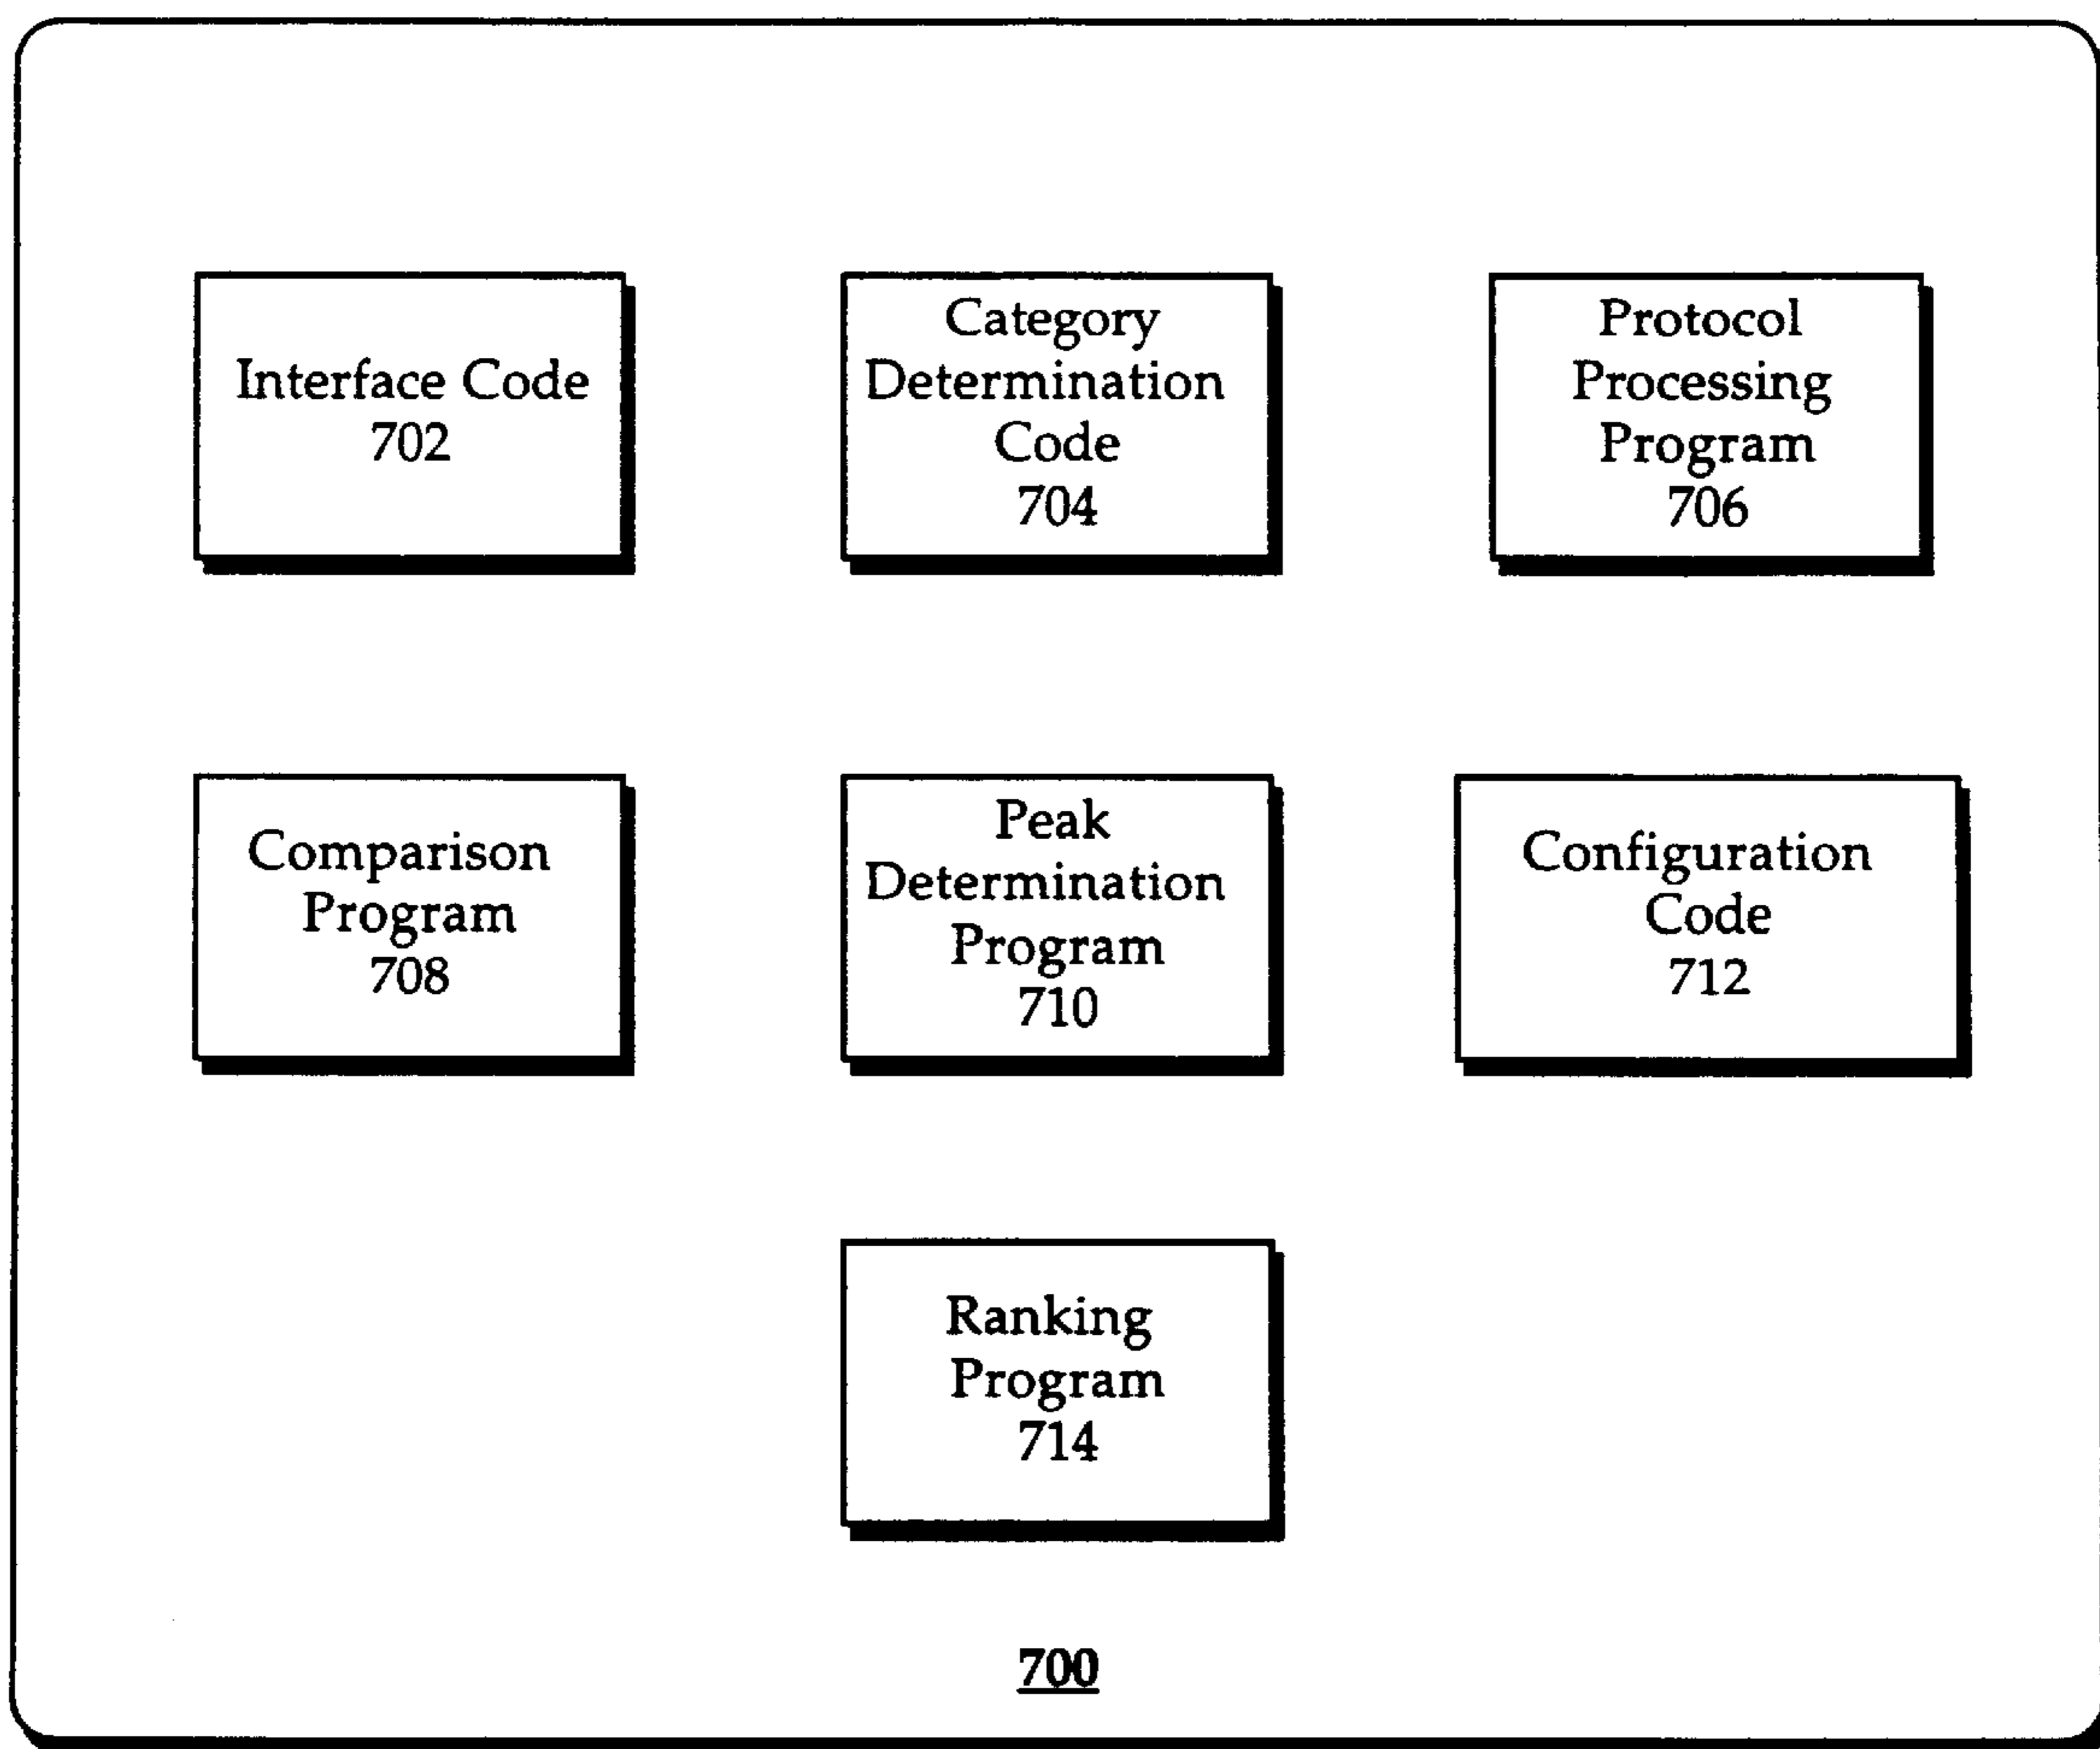 Interface Code
702
Category
Determination
Code
704
Protocol
Processing
Program
706
Comparison
Program
708
Peak
Determination
Program
710
Configuration
Code
712
Ranking
Program
714
700